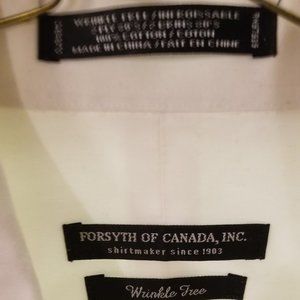 WRINKLE FREE / INFROISSABLE
100% COTTON / COTON
MADE IN CHINA / FAIT EN CHINE
FORSYTH OF CANADA, INC.
shirtmaker since 1903
Wrinkle Free